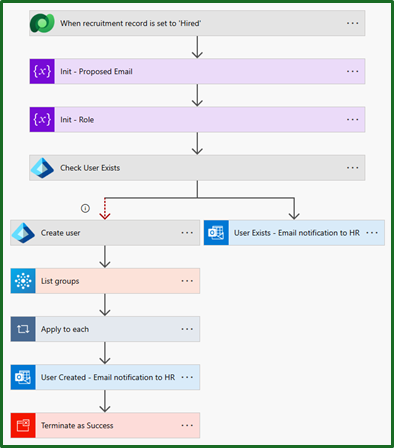 When recruitment record is set to 'Hired'
{x} Init - Proposed Email
{x} Init - Role
Check User Exists
Create user
User Exists - Email notification to HR
List groups
Apply to each
User Created - Email notification to HR
Terminate as Success